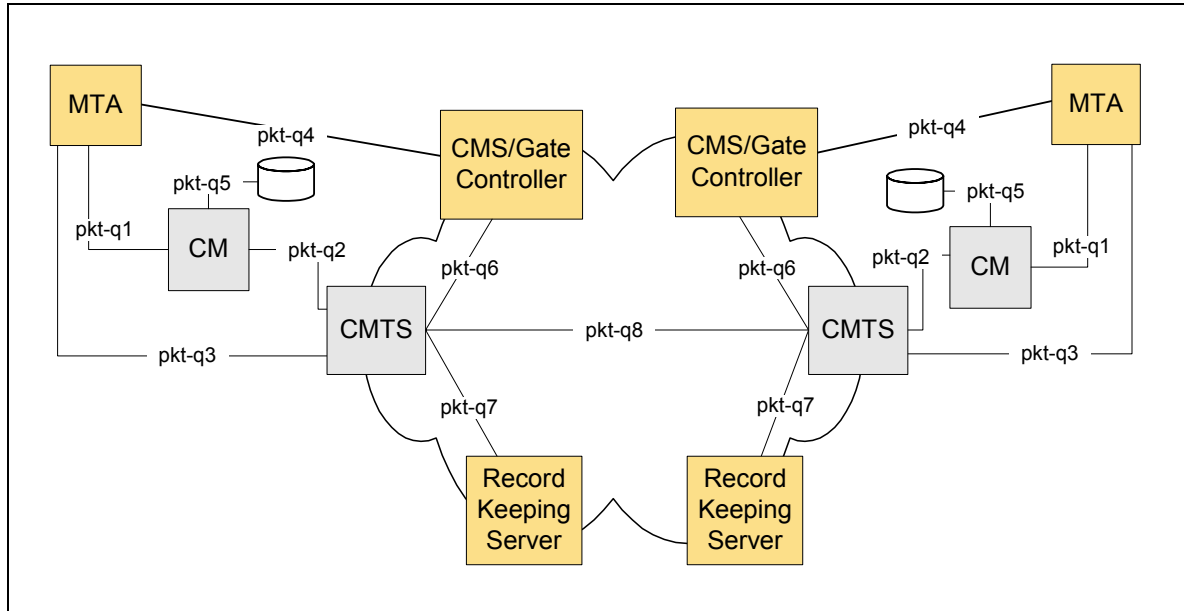 MTA
MTA
pkt-q4
pkt-q4
CMS/Gate
Controller
CMS/Gate
Controller
pkt-q5
pkt-q5
pkt-q1
CM
pkt-q2
pkt-q6
pkt-q6
pkt-q2
CM
pkt-q1
CMTS
pkt-q8
CMTS
pkt-q3
pkt-q3
pkt-q7
pkt-q7
Record
Keeping
Server
Record
Keeping
Server